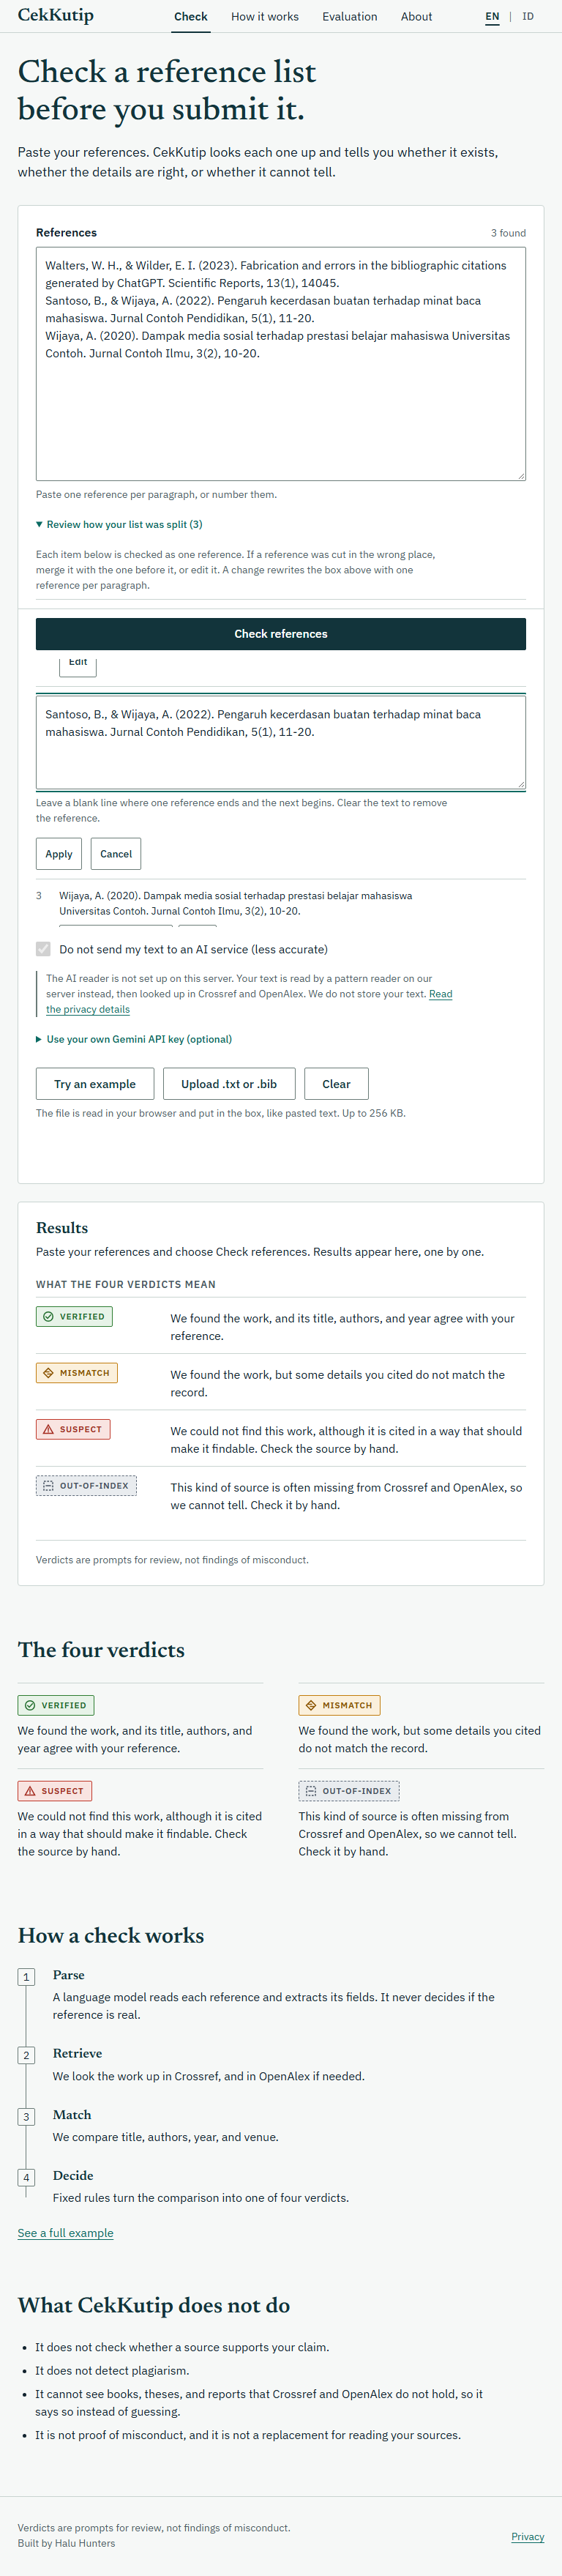 CekKutip
Check How it works Evaluation About EN | ID
Check a reference list
before you submit it.
Paste your references. CekKutip looks each one up and tells you whether it exists,
whether the details are right, or whether it cannot tell.
References 3 found
Walters, W. H., & Wilder, E. I. (2023). Fabrication and errors in the bibliographic citations
generated by ChatGPT. Scientific Reports, 13(1), 14045.
Santoso, B., & Wijaya, A. (2022). Pengaruh kecerdasan buatan terhadap minat baca
mahasiswa. Jurnal Contoh Pendidikan, 5(1), 11-20.
Wijaya, A. (2020). Dampak media sosial terhadap prestasi belajar mahasiswa Universitas
Contoh. Jurnal Contoh Ilmu, 3(2), 10-20.
Paste one reference per paragraph, or number them.
Review how your list was split (3)
Each item below is checked as one reference. If a reference was cut in the wrong place,
merge it with the one before it, or edit it. A change rewrites the box above with one
reference per paragraph.
Check references
Edit
Santoso, B., & Wijaya, A. (2022). Pengaruh kecerdasan buatan terhadap minat baca
mahasiswa. Jurnal Contoh Pendidikan, 5(1), 11-20.
Leave a blank line where one reference ends and the next begins. Clear the text to remove
the reference.
Apply Cancel
3 Wijaya, A. (2020). Dampak media sosial terhadap prestasi belajar mahasiswa
Universitas Contoh. Jurnal Contoh Ilmu, 3(2), 10-20.
Do not send my text to an AI service (less accurate)
The AI reader is not set up on this server. Your text is read by a pattern reader on our
server instead, then looked up in Crossref and OpenAlex. We do not store your text. Read
the privacy details
Use your own Gemini API key (optional)
Try an example Upload .txt or .bib Clear
The file is read in your browser and put in the box, like pasted text. Up to 256 KB.
Results
Paste your references and choose Check references. Results appear here, one by one.
WHAT THE FOUR VERDICTS MEAN
VERIFIED We found the work, and its title, authors, and year agree with your
reference.
MISMATCH We found the work, but some details you cited do not match the
record.
SUSPECT We could not find this work, although it is cited in a way that should
make it findable. Check the source by hand.
OUT-OF-INDEX This kind of source is often missing from Crossref and OpenAlex, so
we cannot tell. Check it by hand.
Verdicts are prompts for review, not findings of misconduct.
The four verdicts
VERIFIED
We found the work, and its title, authors, and
year agree with your reference.
MISMATCH
We found the work, but some details you cited
do not match the record.
SUSPECT
We could not find this work, although it is cited
in a way that should make it findable. Check
the source by hand.
OUT-OF-INDEX
This kind of source is often missing from
Crossref and OpenAlex, so we cannot tell.
Check it by hand.
How a check works
1 Parse
A language model reads each reference and extracts its fields. It never decides if the
reference is real.
2 Retrieve
We look the work up in Crossref, and in OpenAlex if needed.
3 Match
We compare title, authors, year, and venue.
4 Decide
Fixed rules turn the comparison into one of four verdicts.
See a full example
What CekKutip does not do
• It does not check whether a source supports your claim.
• It does not detect plagiarism.
• It cannot see books, theses, and reports that Crossref and OpenAlex do not hold, so it
says so instead of guessing.
• It is not proof of misconduct, and it is not a replacement for reading your sources.
Verdicts are prompts for review, not findings of misconduct.
Built by Halu Hunters
Privacy